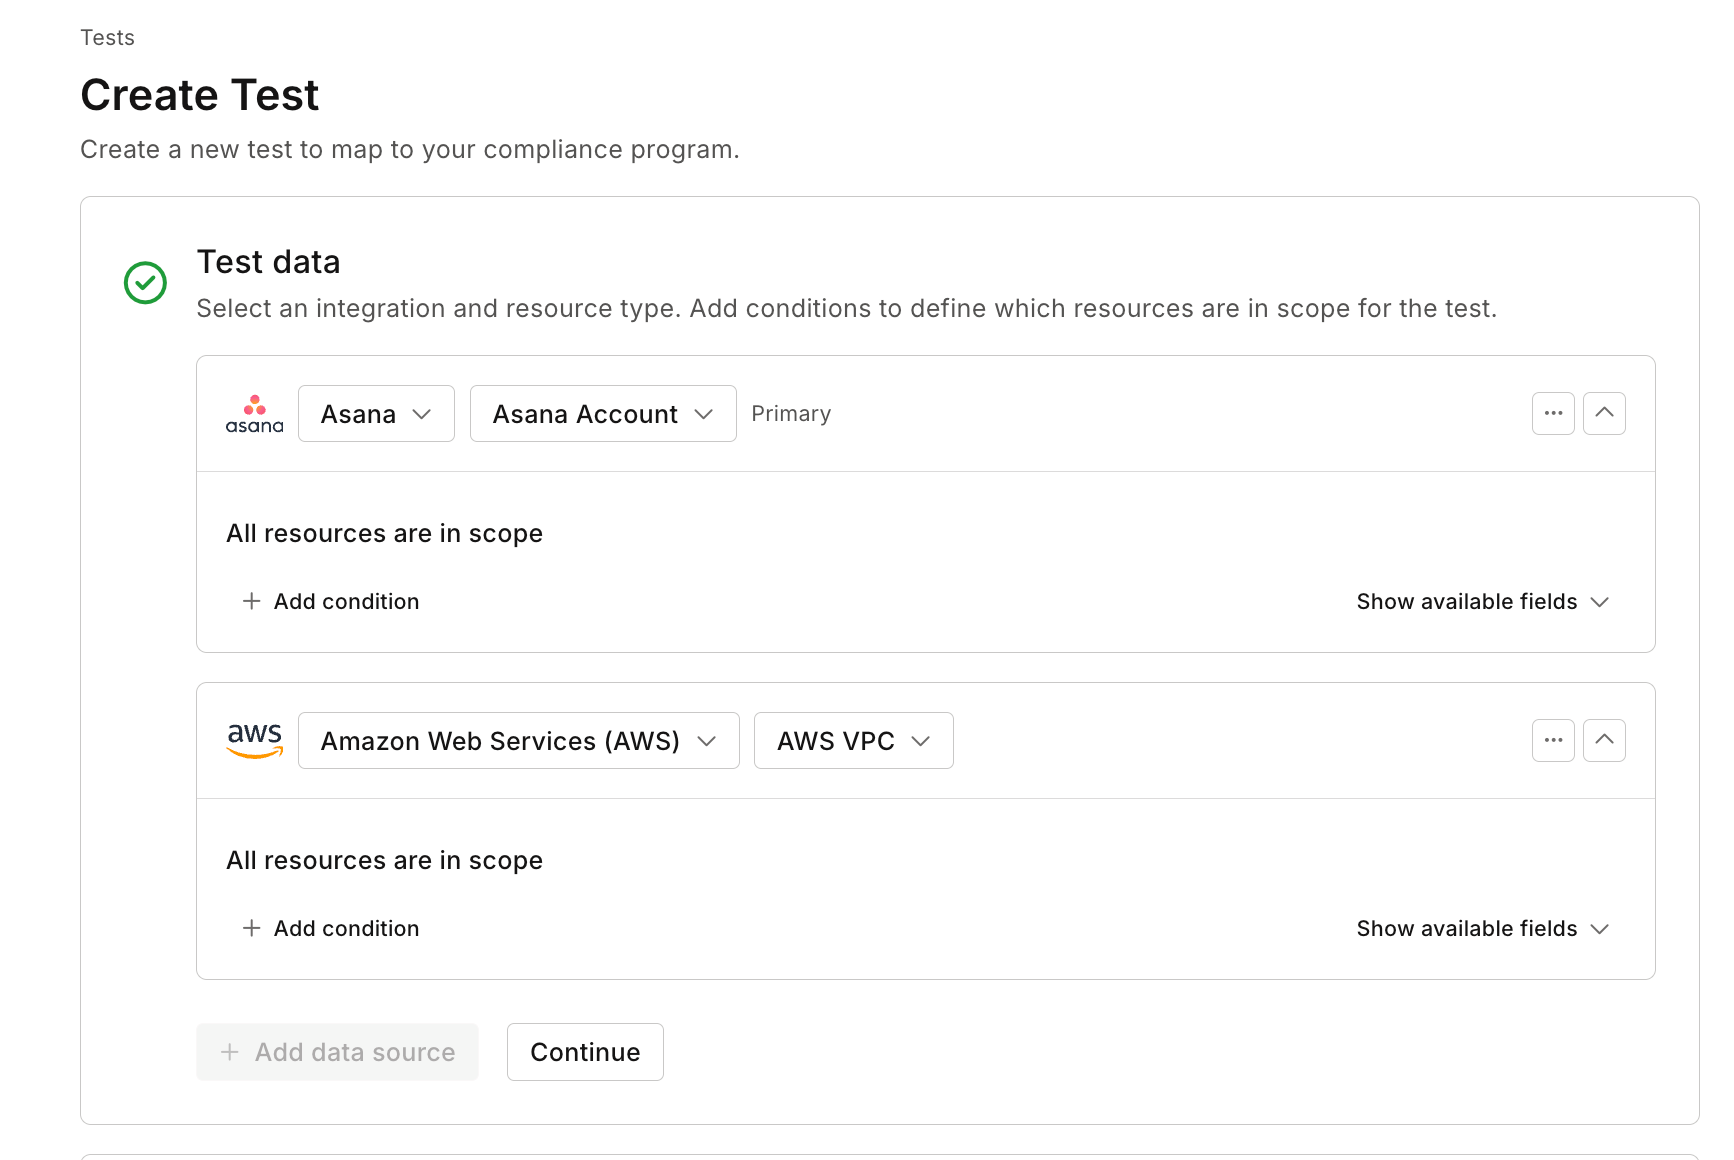 Tests
Create Test
Create a new test to map to your compliance program.
Test data
Select an integration and resource type. Add conditions to define which resources are in scope for the test.
asana Asana Asana Account Primary
All resources are in scope
Add condition Show available fields
aws Amazon Web Services (AWS) AWS VPC
All resources are in scope
Add condition Show available fields
Add data source Continue